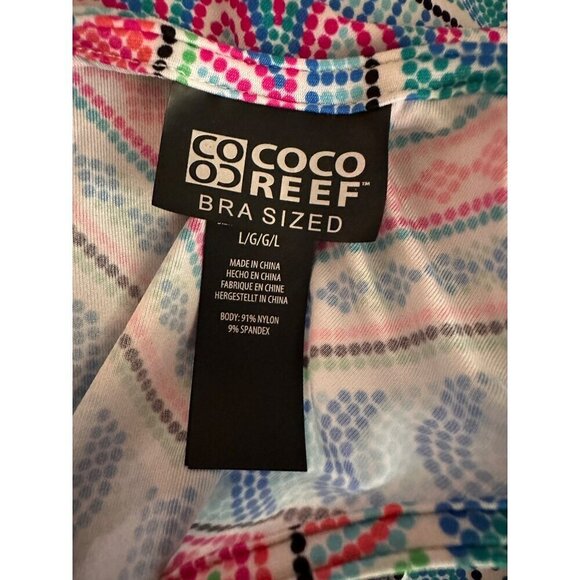 COCO
REEF™
BRA SIZED
L/G/G/L
MADE IN CHINA
HECHO EN CHINA
FABRIQUE EN CHINE
HERGESTELLT IN CHINA
BODY: 91% NYLON
9% SPANDEX